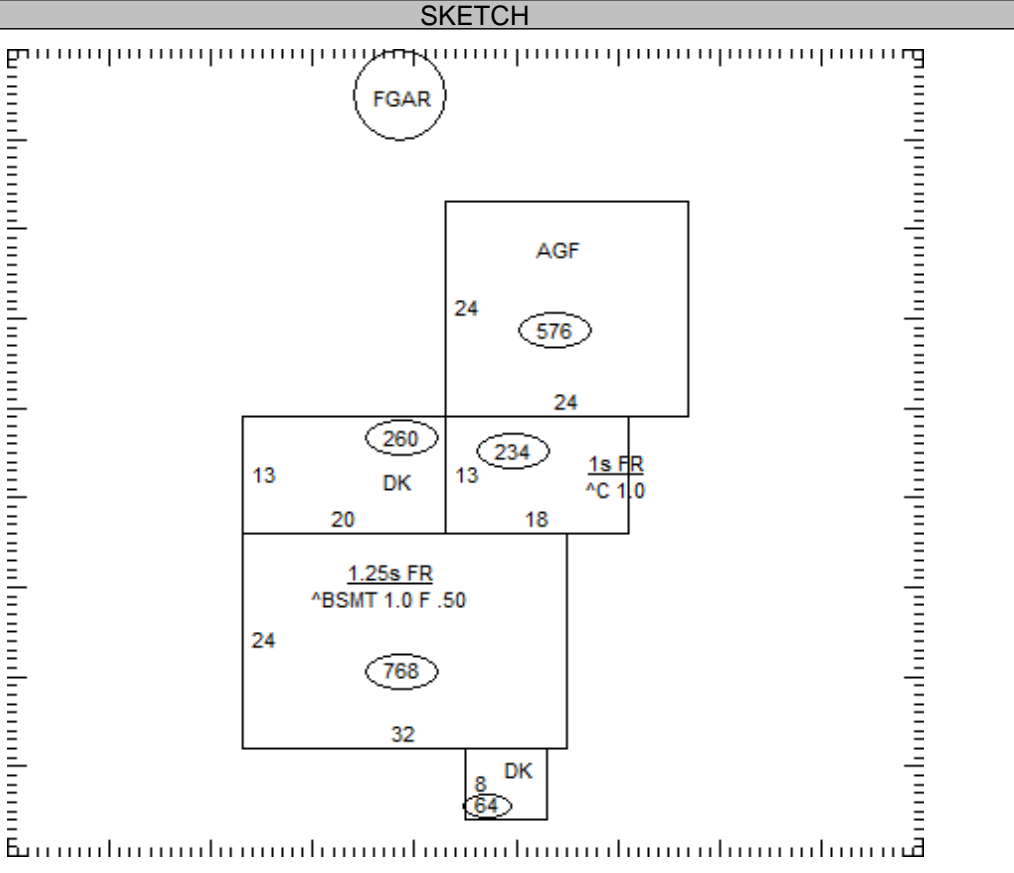 SKETCH
FGAR
AGF
24
576
24
260
234
13
DK
13
1s FR
^C 1.0
20
18
1.25s FR
^BSMT 1.0 F .50
24
768
32
DK
8
64